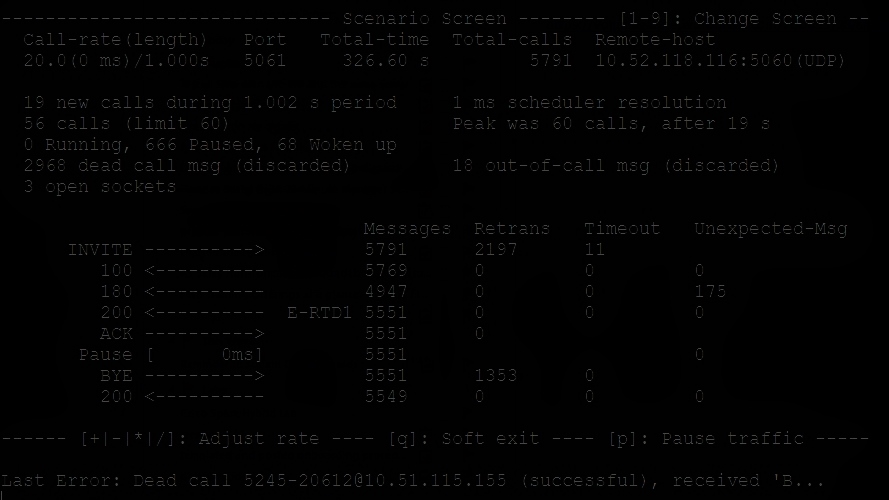 ------------------------------ Scenario Screen -------- [1-9]: Change Screen --
  Call-rate(length)   Port   Total-time  Total-calls  Remote-host
  20.0(0 ms)/1.000s   5061     326.60 s         5791  10.52.118.116:5060(UDP)

  19 new calls during 1.002 s period     1 ms scheduler resolution
  56 calls (limit 60)                    Peak was 60 calls, after 19 s
  0 Running, 666 Paused, 68 Woken up
  2968 dead call msg (discarded)         18 out-of-call msg (discarded)
  3 open sockets

                                 Messages  Retrans   Timeout   Unexpected-Msg
      INVITE ---------->         5791      2197      11
         100 <----------         5769      0         0         0
         180 <----------         4947      0         0         175
         200 <----------  E-RTD1 5551      0         0         0
         ACK ---------->         5551      0
       Pause [      0ms]         5551                          0
         BYE ---------->         5551      1353      0
         200 <----------         5549      0         0         0

------ [+|-|*|/]: Adjust rate ---- [q]: Soft exit ---- [p]: Pause traffic -----

Last Error: Dead call 5245-20612@10.51.115.155 (successful), received 'B...